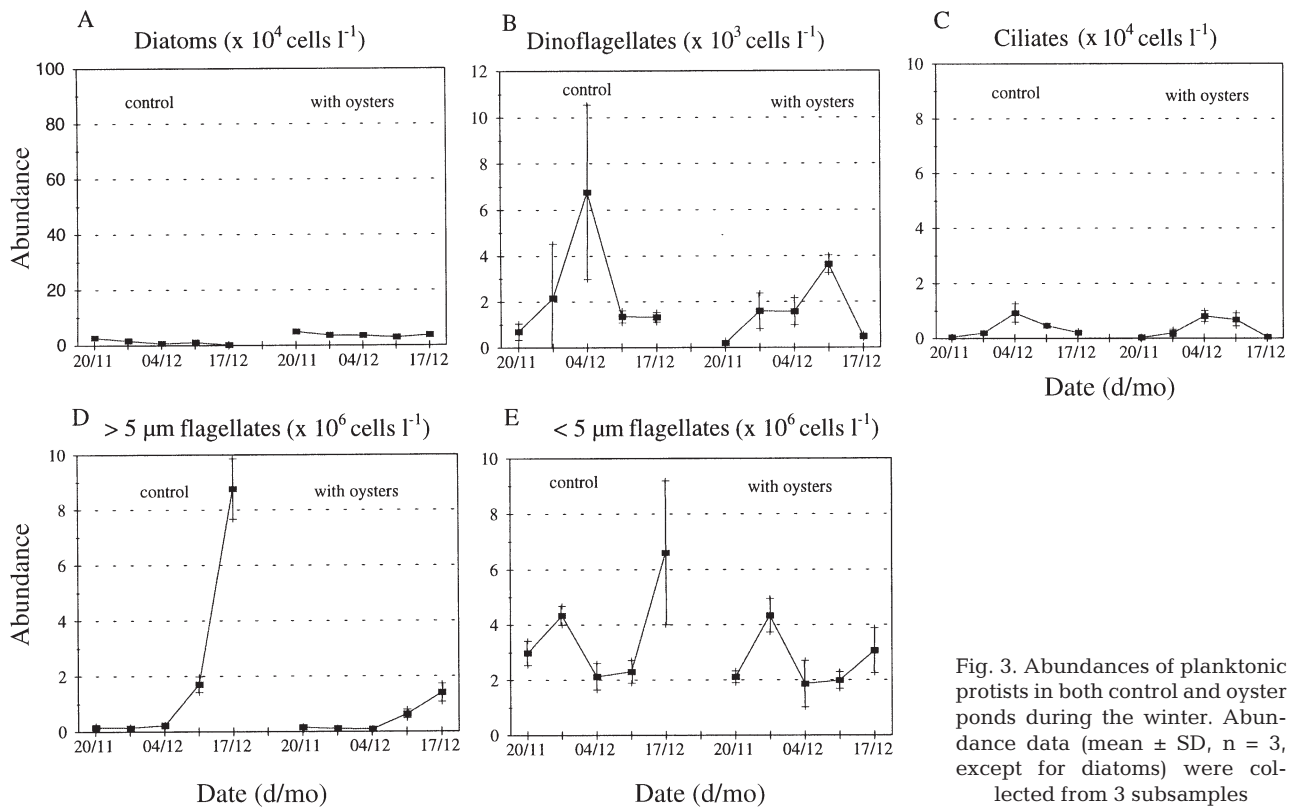 A
Diatoms (x 10⁴ cells l⁻¹)
100
80
60
40
20
0
Abundance
control
with oysters
20/11
04/12
17/12
20/11
04/12
17/12
B
Dinoflagellates (x 10³ cells l⁻¹)
12
10
8
6
4
2
0
control
with oysters
20/11
04/12
17/12
20/11
04/12
17/12
C
Ciliates (x 10⁴ cells l⁻¹)
10
8
6
4
2
0
control
with oysters
20/11
04/12
17/12
20/11
04/12
17/12
Date (d/mo)
D
> 5 µm flagellates (x 10⁶ cells l⁻¹)
10
8
6
4
2
0
Abundance
control
with oysters
20/11
04/12
17/12
20/11
04/12
17/12
Date (d/mo)
E
< 5 µm flagellates (x 10⁶ cells l⁻¹)
10
8
6
4
2
0
control
with oysters
20/11
04/12
17/12
20/11
04/12
17/12
Date (d/mo)
Fig. 3. Abundances of planktonic
protists in both control and oyster
ponds during the winter. Abun-
dance data (mean ± SD, n = 3,
except for diatoms) were col-
lected from 3 subsamples